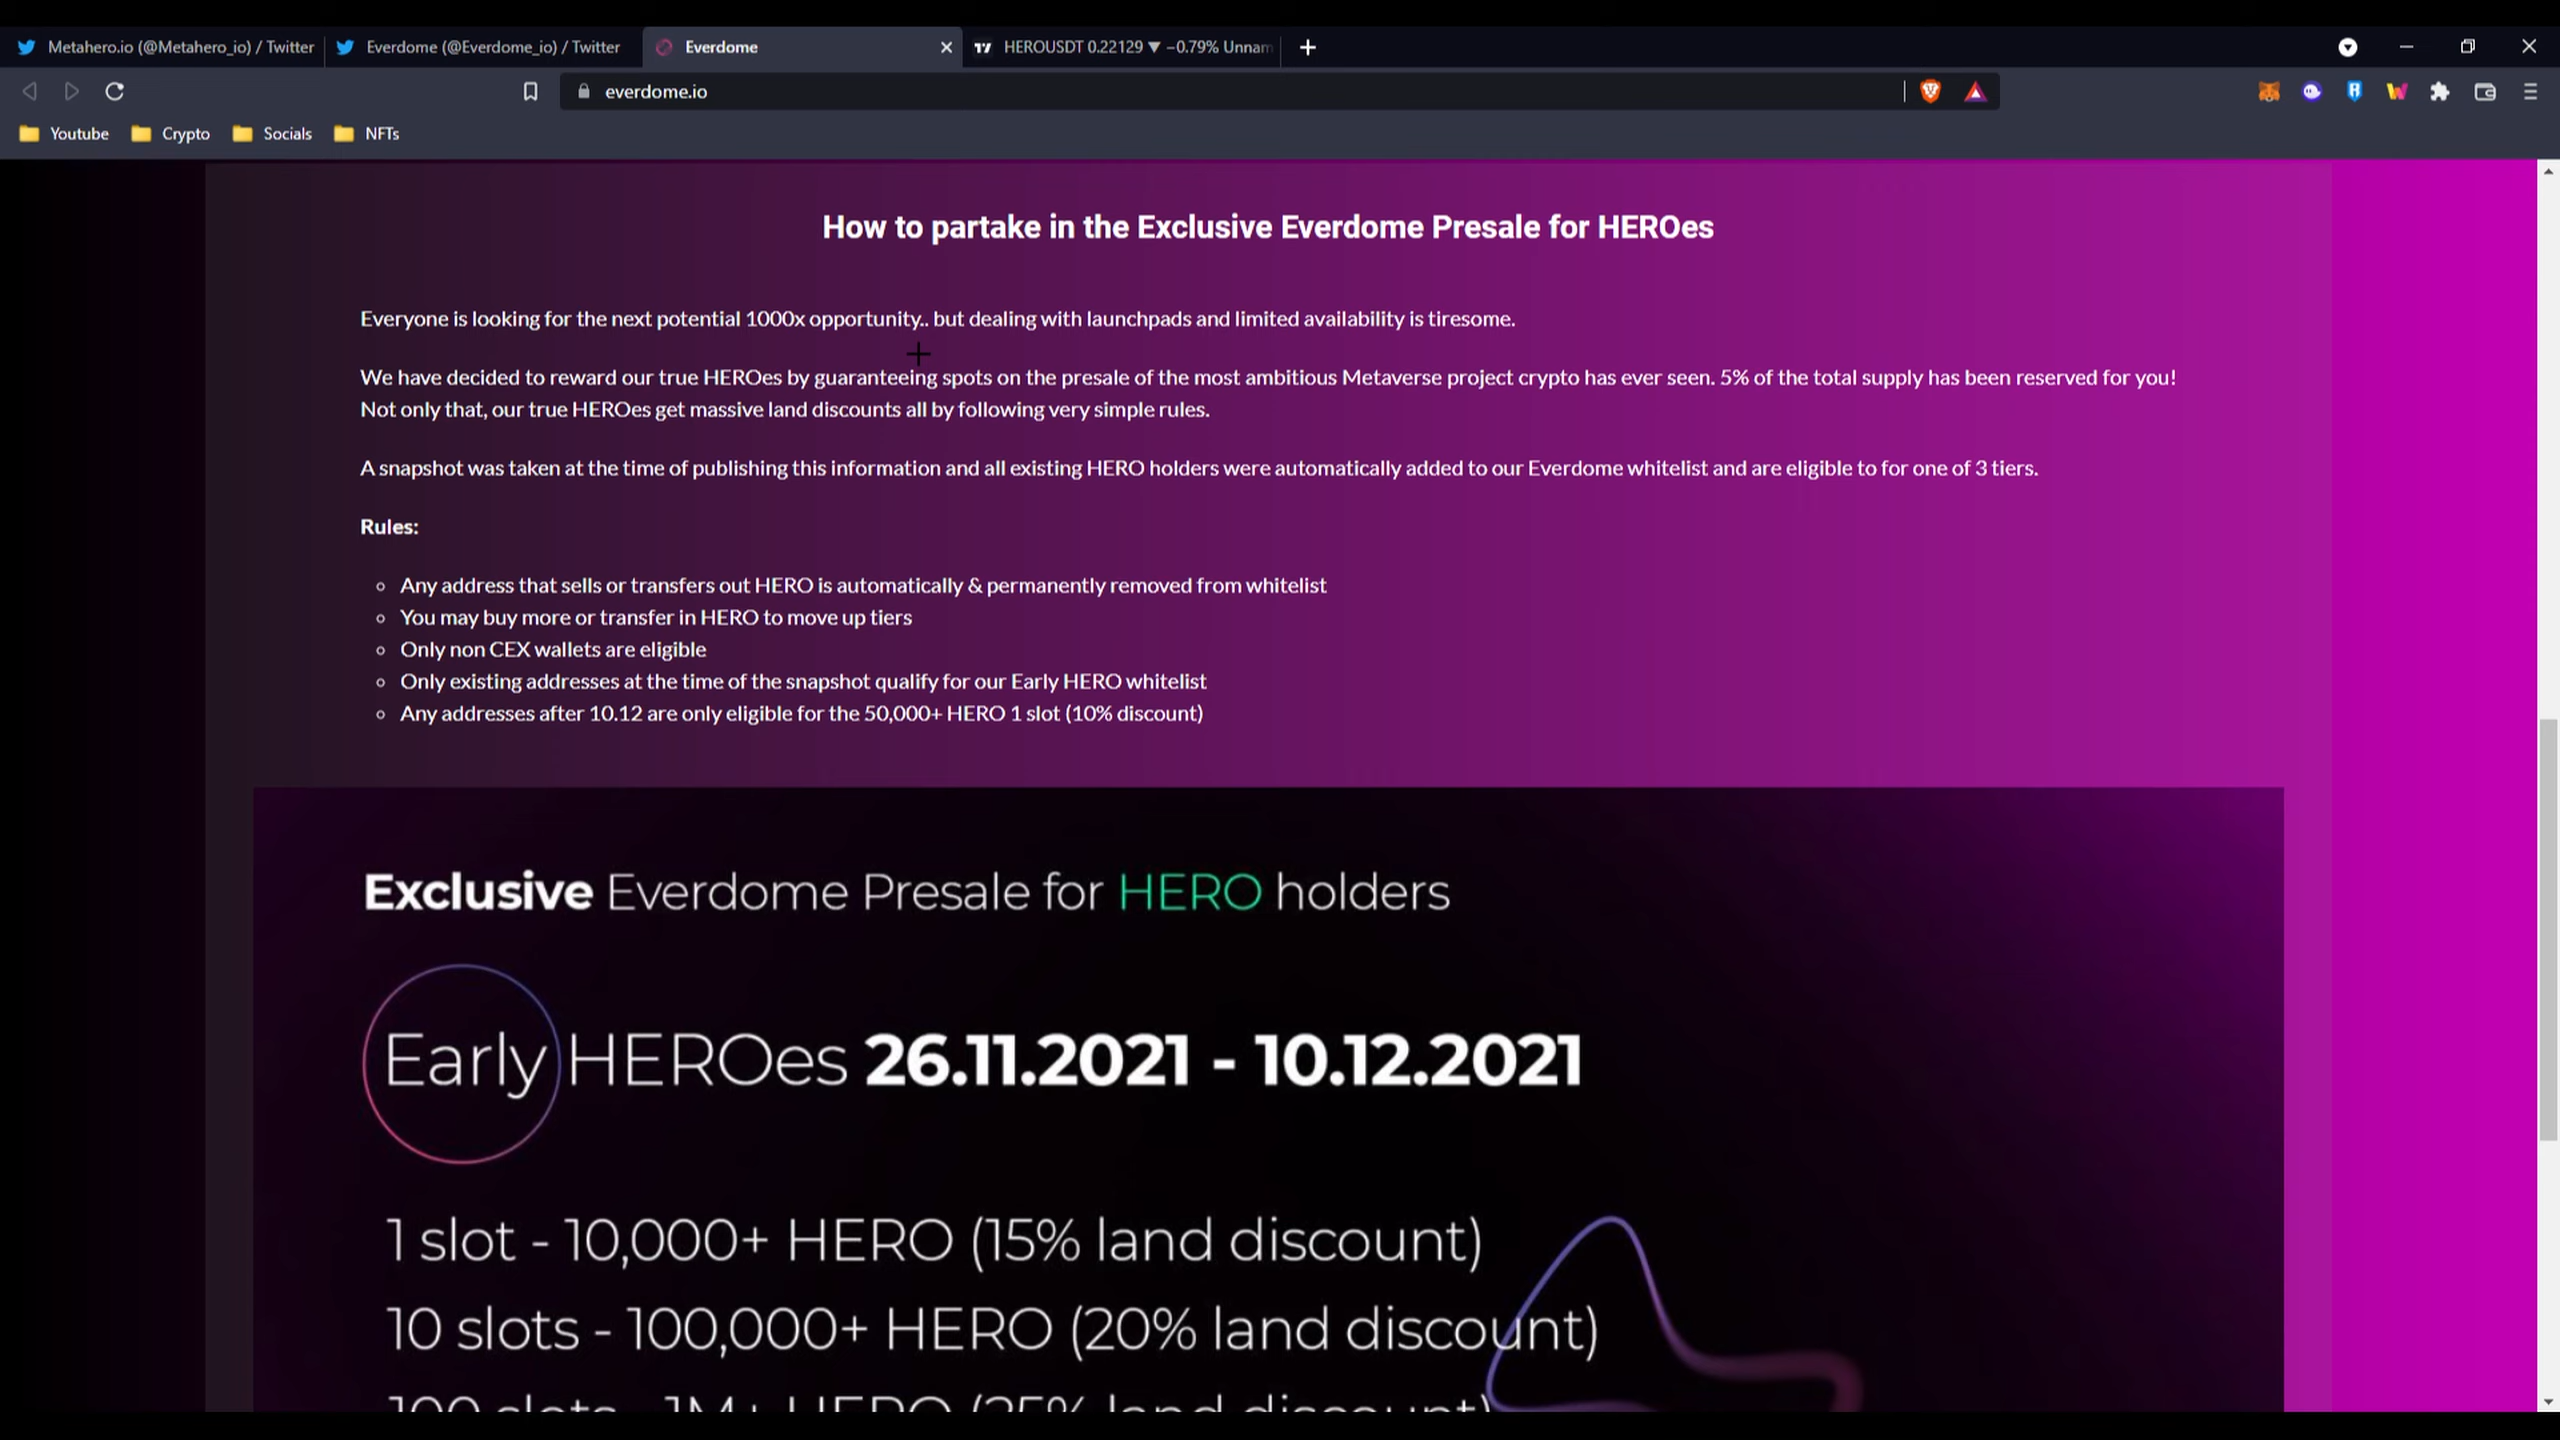 Metahero.io (@Metahero_io) / Twitter
Everdome (@Everdome_io) / Twitter
Everdome
HEROUSDT 0.22129 ▼ −0.79% Unnam
everdome.io
Youtube
Crypto
Socials
NFTs
How to partake in the Exclusive Everdome Presale for HEROes
Everyone is looking for the next potential 1000x opportunity.. but dealing with launchpads and limited availability is tiresome.
We have decided to reward our true HEROes by guaranteeing spots on the presale of the most ambitious Metaverse project crypto has ever seen. 5% of the total supply has been reserved for you!
Not only that, our true HEROes get massive land discounts all by following very simple rules.
A snapshot was taken at the time of publishing this information and all existing HERO holders were automatically added to our Everdome whitelist and are eligible to for one of 3 tiers.
Rules:
Any address that sells or transfers out HERO is automatically & permanently removed from whitelist
You may buy more or transfer in HERO to move up tiers
Only non CEX wallets are eligible
Only existing addresses at the time of the snapshot qualify for our Early HERO whitelist
Any addresses after 10.12 are only eligible for the 50,000+ HERO 1 slot (10% discount)
Exclusive Everdome Presale for HERO holders
Early HEROes 26.11.2021 - 10.12.2021
1 slot - 10,000+ HERO (15% land discount)
10 slots - 100,000+ HERO (20% land discount)
100 slots - 1M+ HERO (25% land discount)